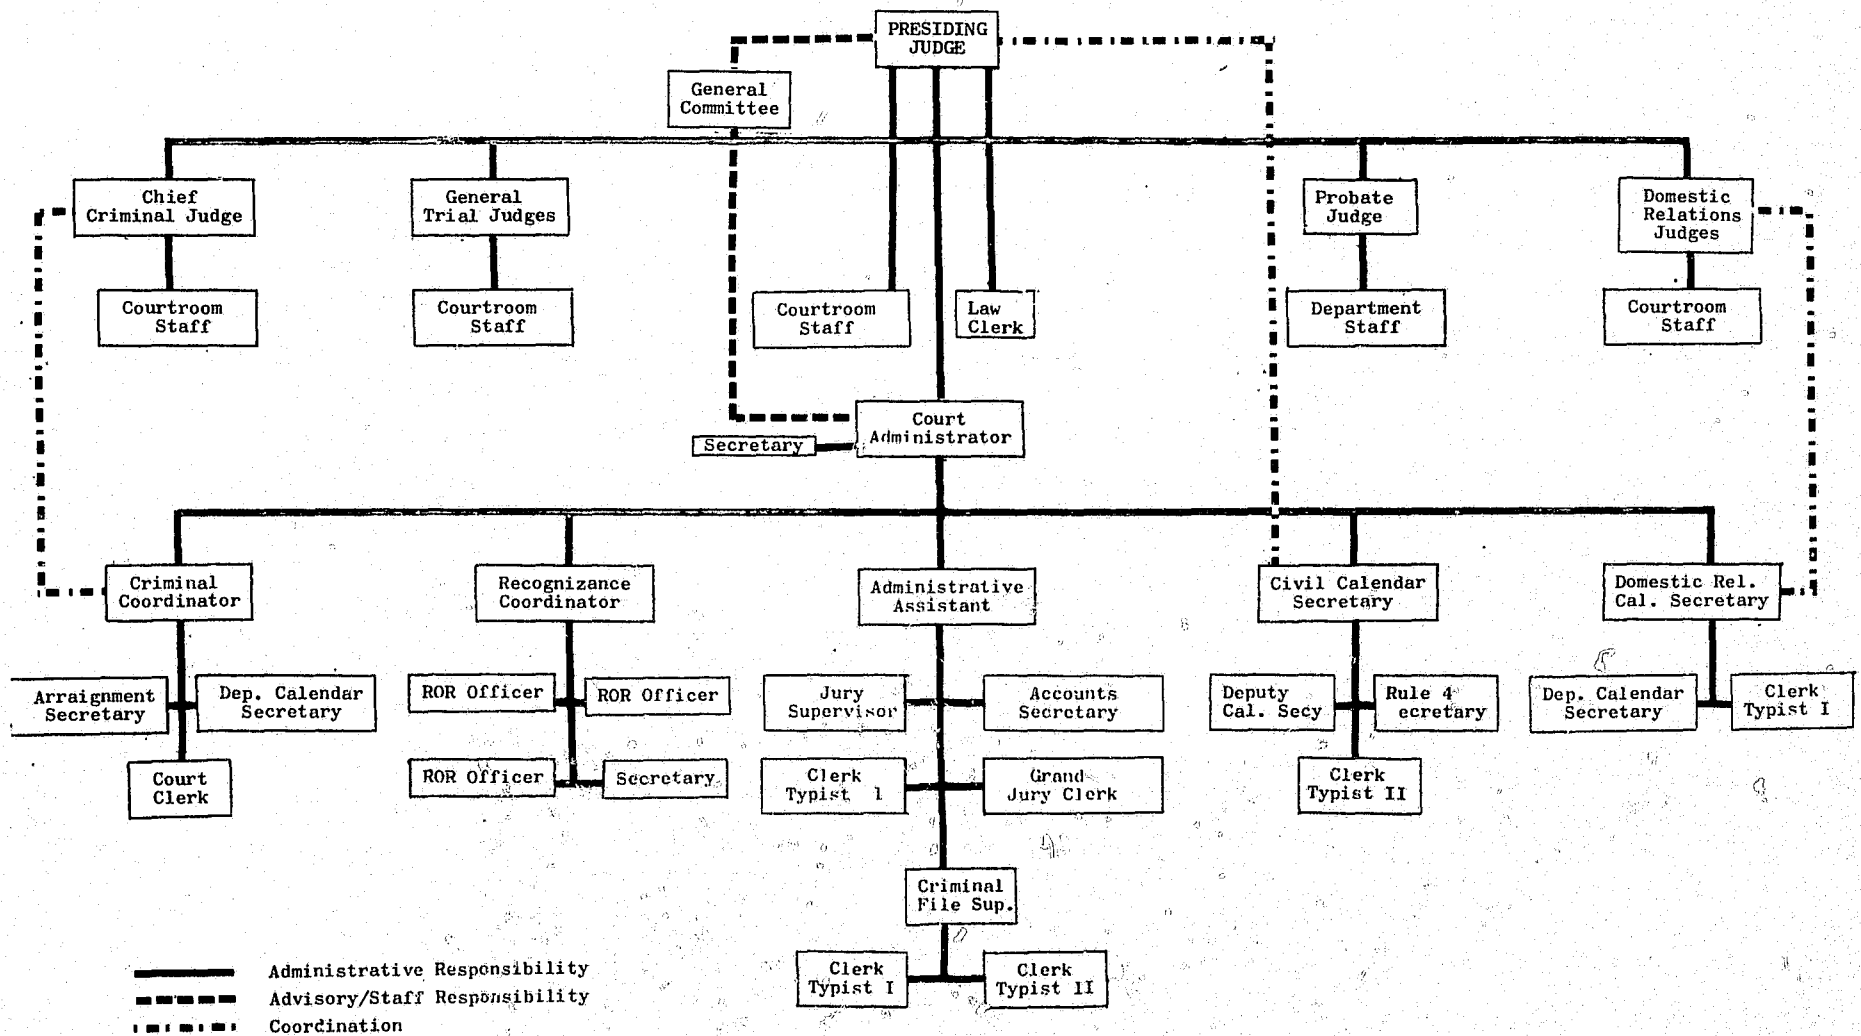 PRESIDING
JUDGE
General
Committee
Chief
Criminal Judge
General
Trial Judges
Probate
Judge
Domestic
Relations
Judges
Courtroom
Staff
Courtroom
Staff
Courtroom
Staff
Law
Clerk
Department
Staff
Courtroom
Staff
Court
Administrator
Secretary
Criminal
Coordinator
Recognizance
Coordinator
Administrative
Assistant
Civil Calendar
Secretary
Domestic Rel.
Cal. Secretary
Arraignment
Secretary
Dep. Calendar
Secretary
Court
Clerk
ROR Officer
ROR Officer
ROR Officer
Secretary
Jury
Supervisor
Accounts
Secretary
Clerk
Typist 1
Grand
Jury Clerk
Deputy
Cal. Secy
Rule 4
ecretary
Clerk
Typist II
Dep. Calendar
Secretary
Clerk
Typist I
Criminal
File Sup.
Clerk
Typist I
Clerk
Typist II
Administrative Responsibility
Advisory/Staff Responsibility
Coordination